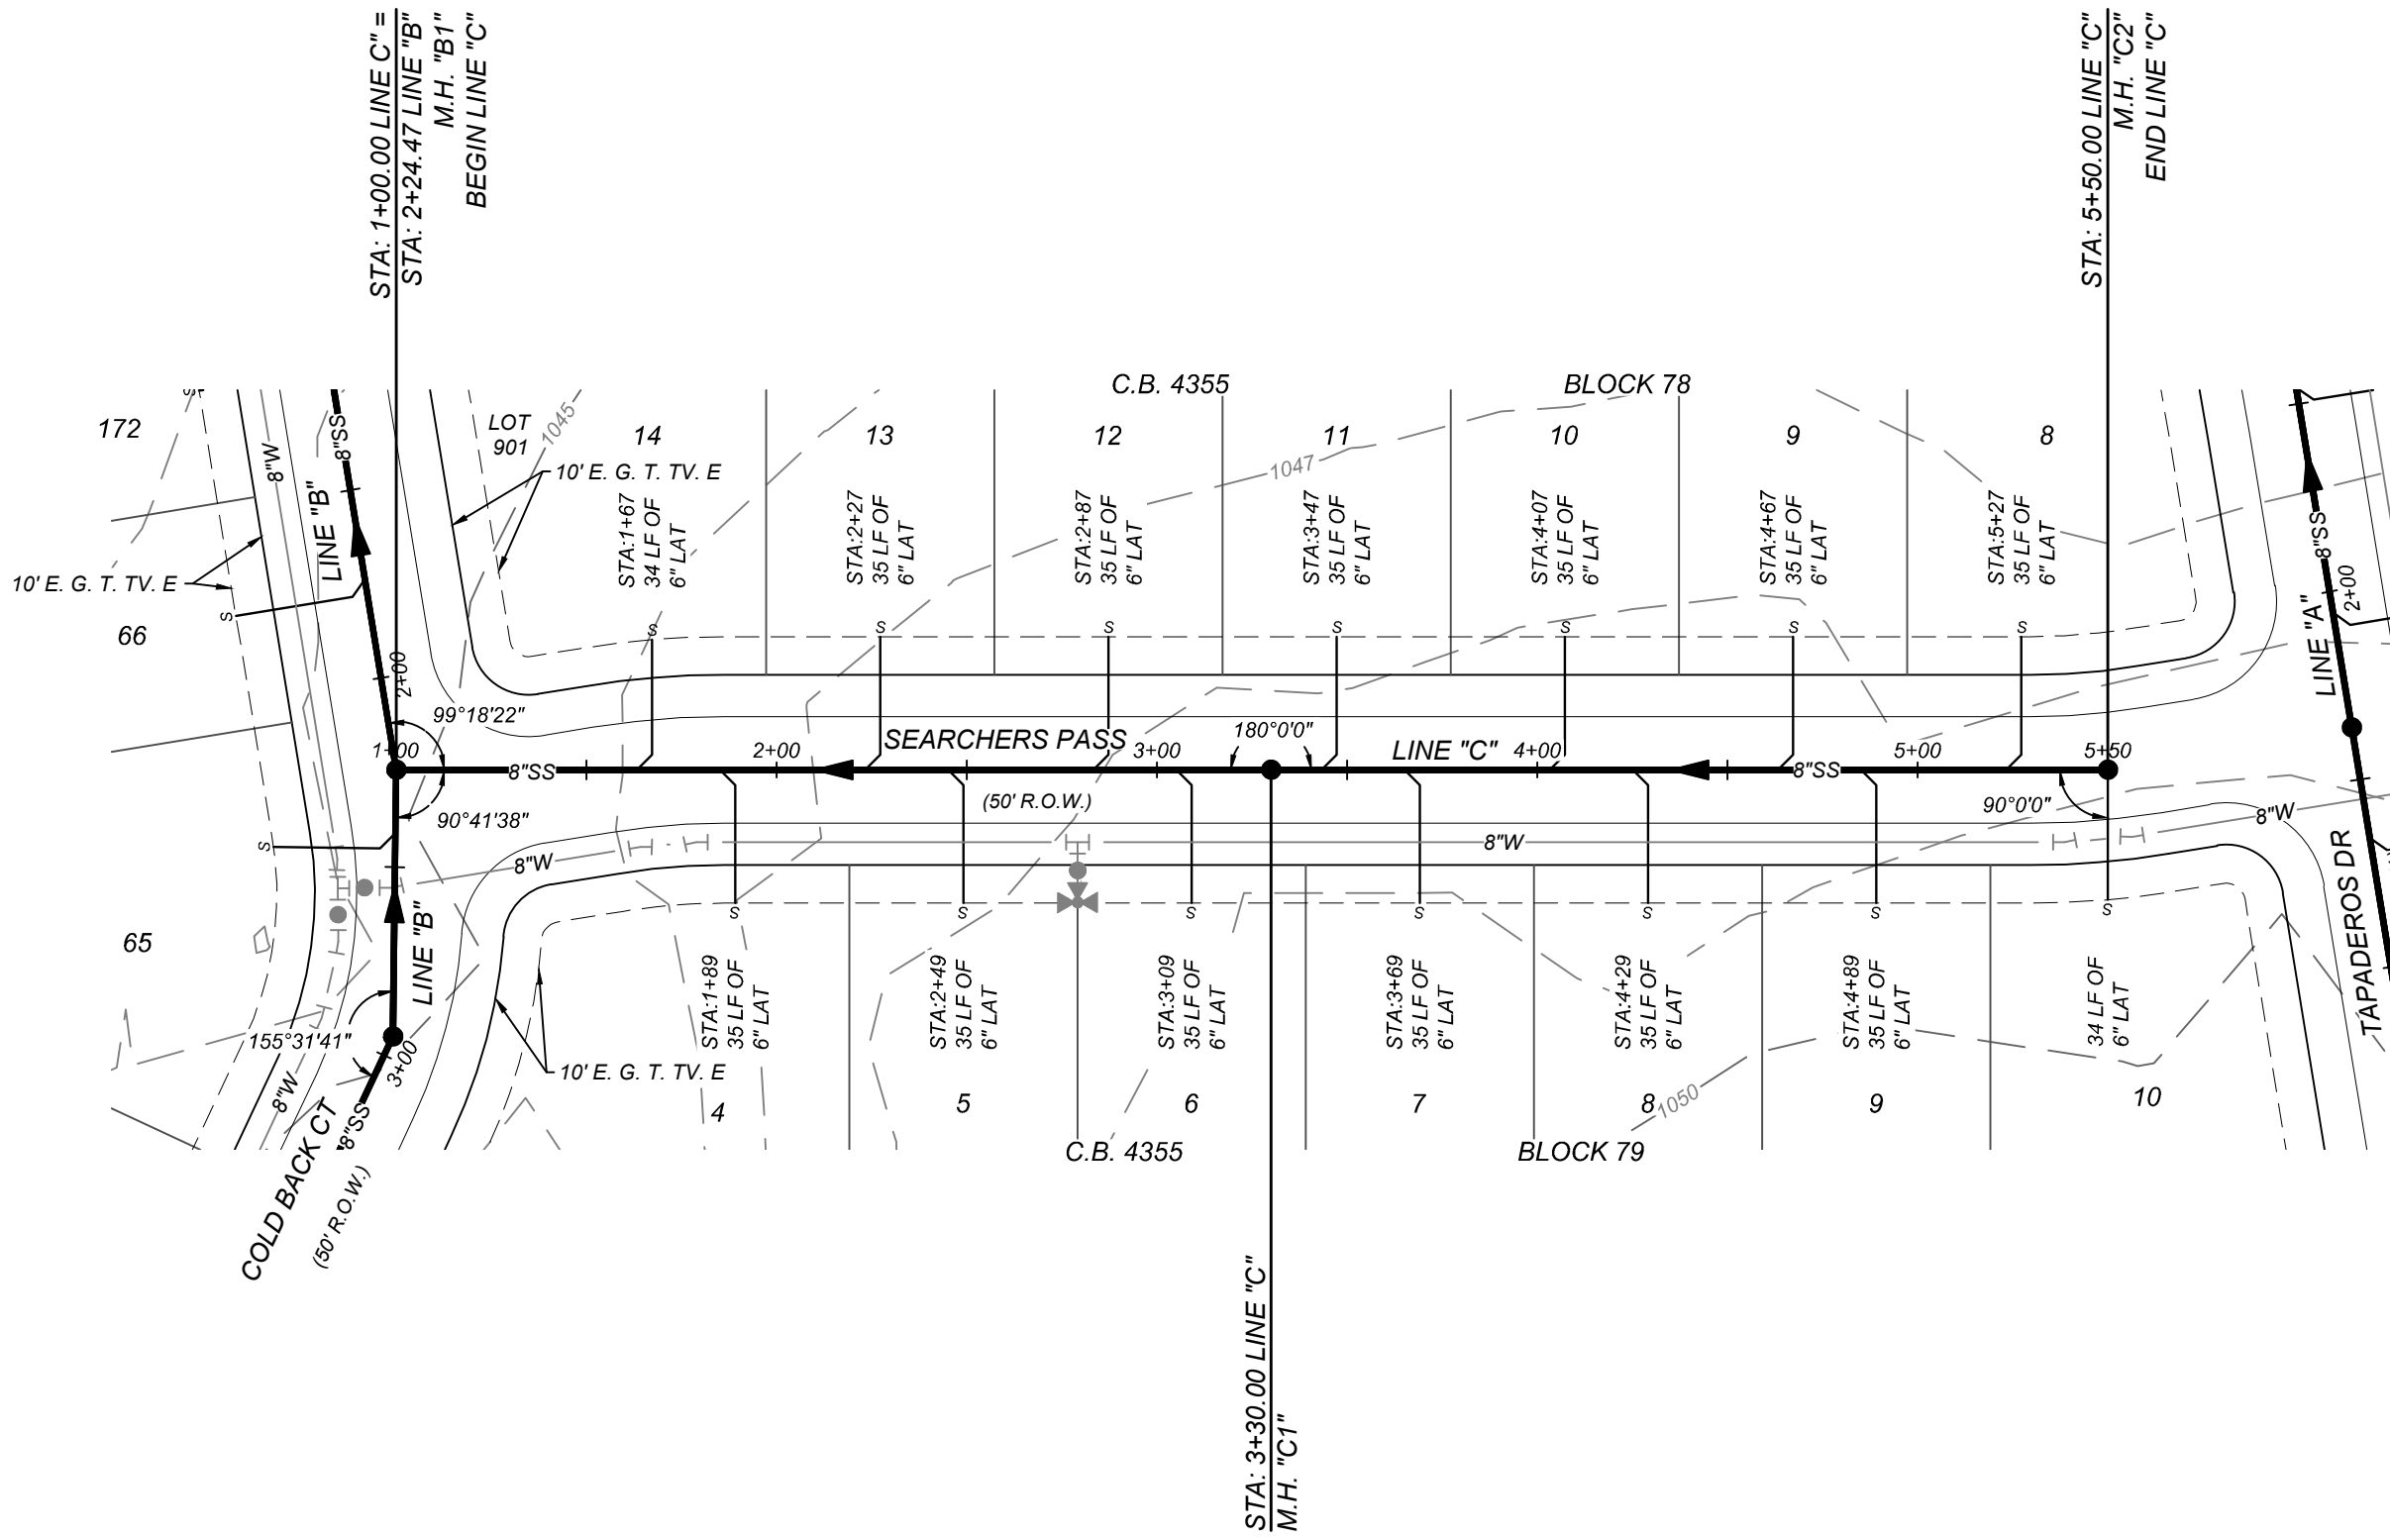 STA: 1+00.00 LINE C" =
STA: 2+24.47 LINE "B"
M.H. "B1"
BEGIN LINE "C"
STA: 5+50.00 LINE "C"
M.H. "C2"
END LINE "C"
C.B. 4355
BLOCK 78
172
8"W
8"SS
LOT
901
1045
14
13
12
11
10
9
8
1047
10' E. G. T. TV. E
LINE "B"
10' E. G. T. TV. E
STA:1+67
34 LF OF
6" LAT
STA:2+27
35 LF OF
6" LAT
STA:2+87
35 LF OF
6" LAT
STA:3+47
35 LF OF
6" LAT
STA:4+07
35 LF OF
6" LAT
STA:4+67
35 LF OF
6" LAT
STA:5+27
35 LF OF
6" LAT
8"SS
2+00
LINE "A"
S
66
S
S
S
S
S
S
S
S
2+00
99°18'22"
1+00
2+00
SEARCHERS PASS
3+00
180°0'0"
LINE "C"
4+00
5+00
5+50
8"SS
8"SS
(50' R.O.W.)
90°0'0"
90°41'38"
S
8"W
8"W
8"W
TAPADEROS DR
65
LINE "B"
S
S
S
S
S
S
S
STA:1+89
35 LF OF
6" LAT
STA:2+49
35 LF OF
6" LAT
STA:3+09
35 LF OF
6" LAT
STA:3+69
35 LF OF
6" LAT
STA:4+29
35 LF OF
6" LAT
STA:4+89
35 LF OF
6" LAT
34 LF OF
6" LAT
155°31'41"
3+00
10' E. G. T. TV. E
8"W
8"SS
4
5
6
7
8
1050
9
10
C.B. 4355
BLOCK 79
COLD BACK CT
(50' R.O.W.)
STA: 3+30.00 LINE "C"
M.H. "C1"